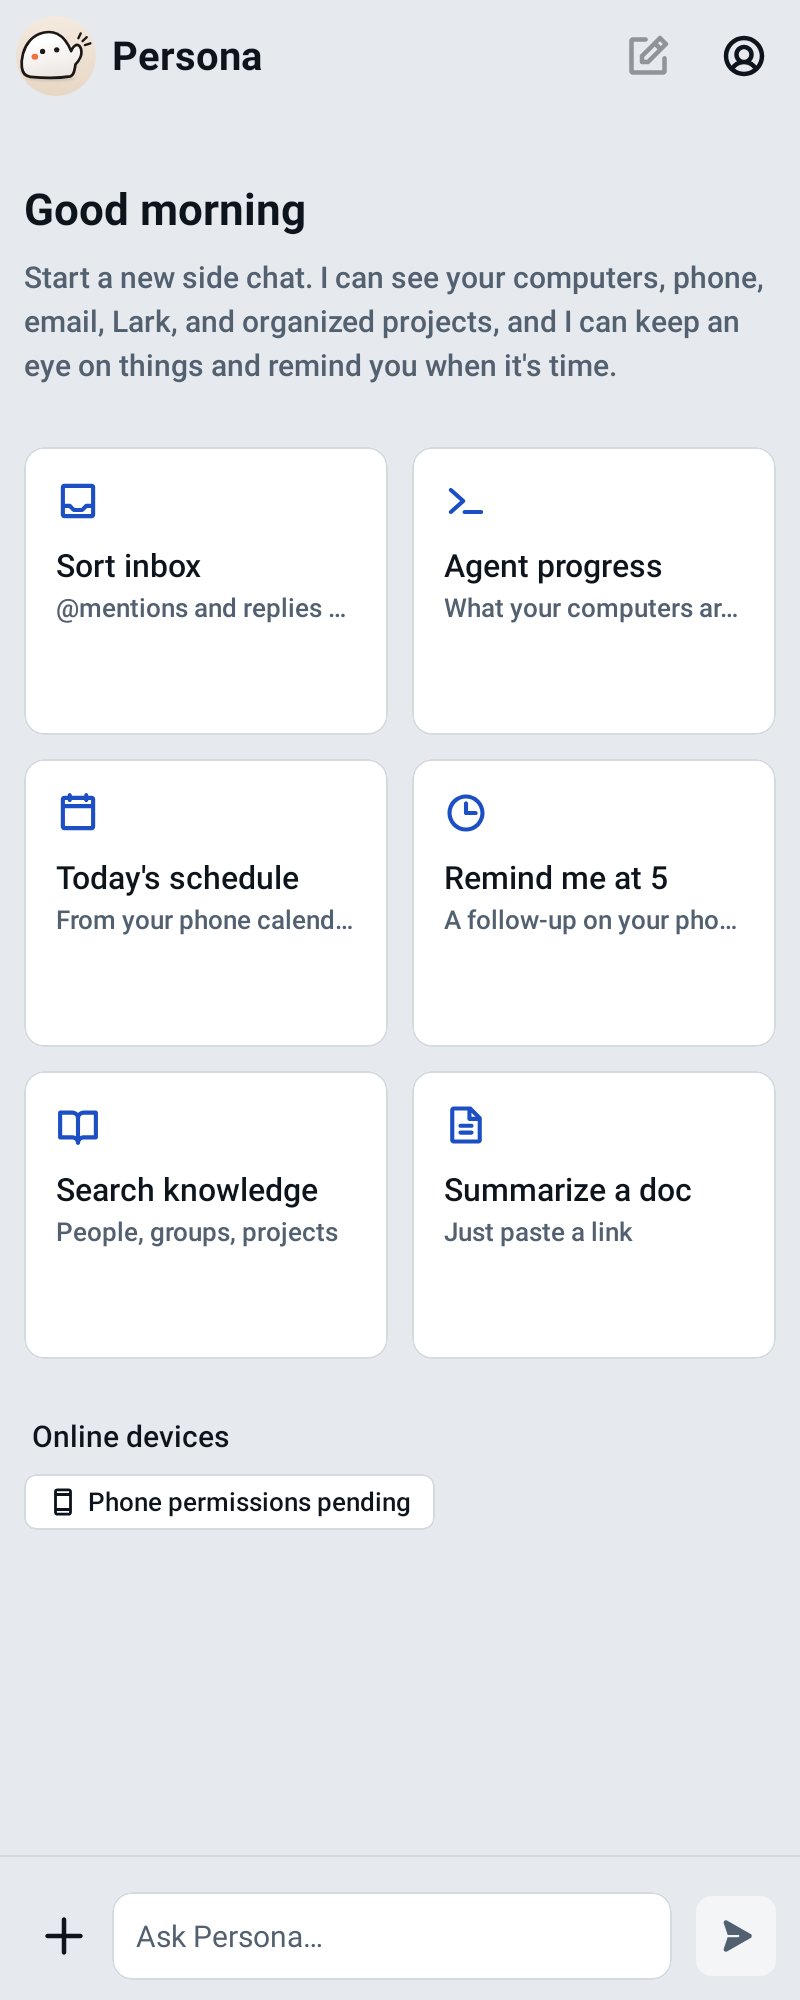 Persona
Good morning
Start a new side chat. I can see your computers, phone,
email, Lark, and organized projects, and I can keep an
eye on things and remind you when it's time.
Sort inbox
@mentions and replies ...
Agent progress
What your computers ar...
Today's schedule
From your phone calend...
Remind me at 5
A follow-up on your pho...
Search knowledge
People, groups, projects
Summarize a doc
Just paste a link
Online devices
Phone permissions pending
Ask Persona...